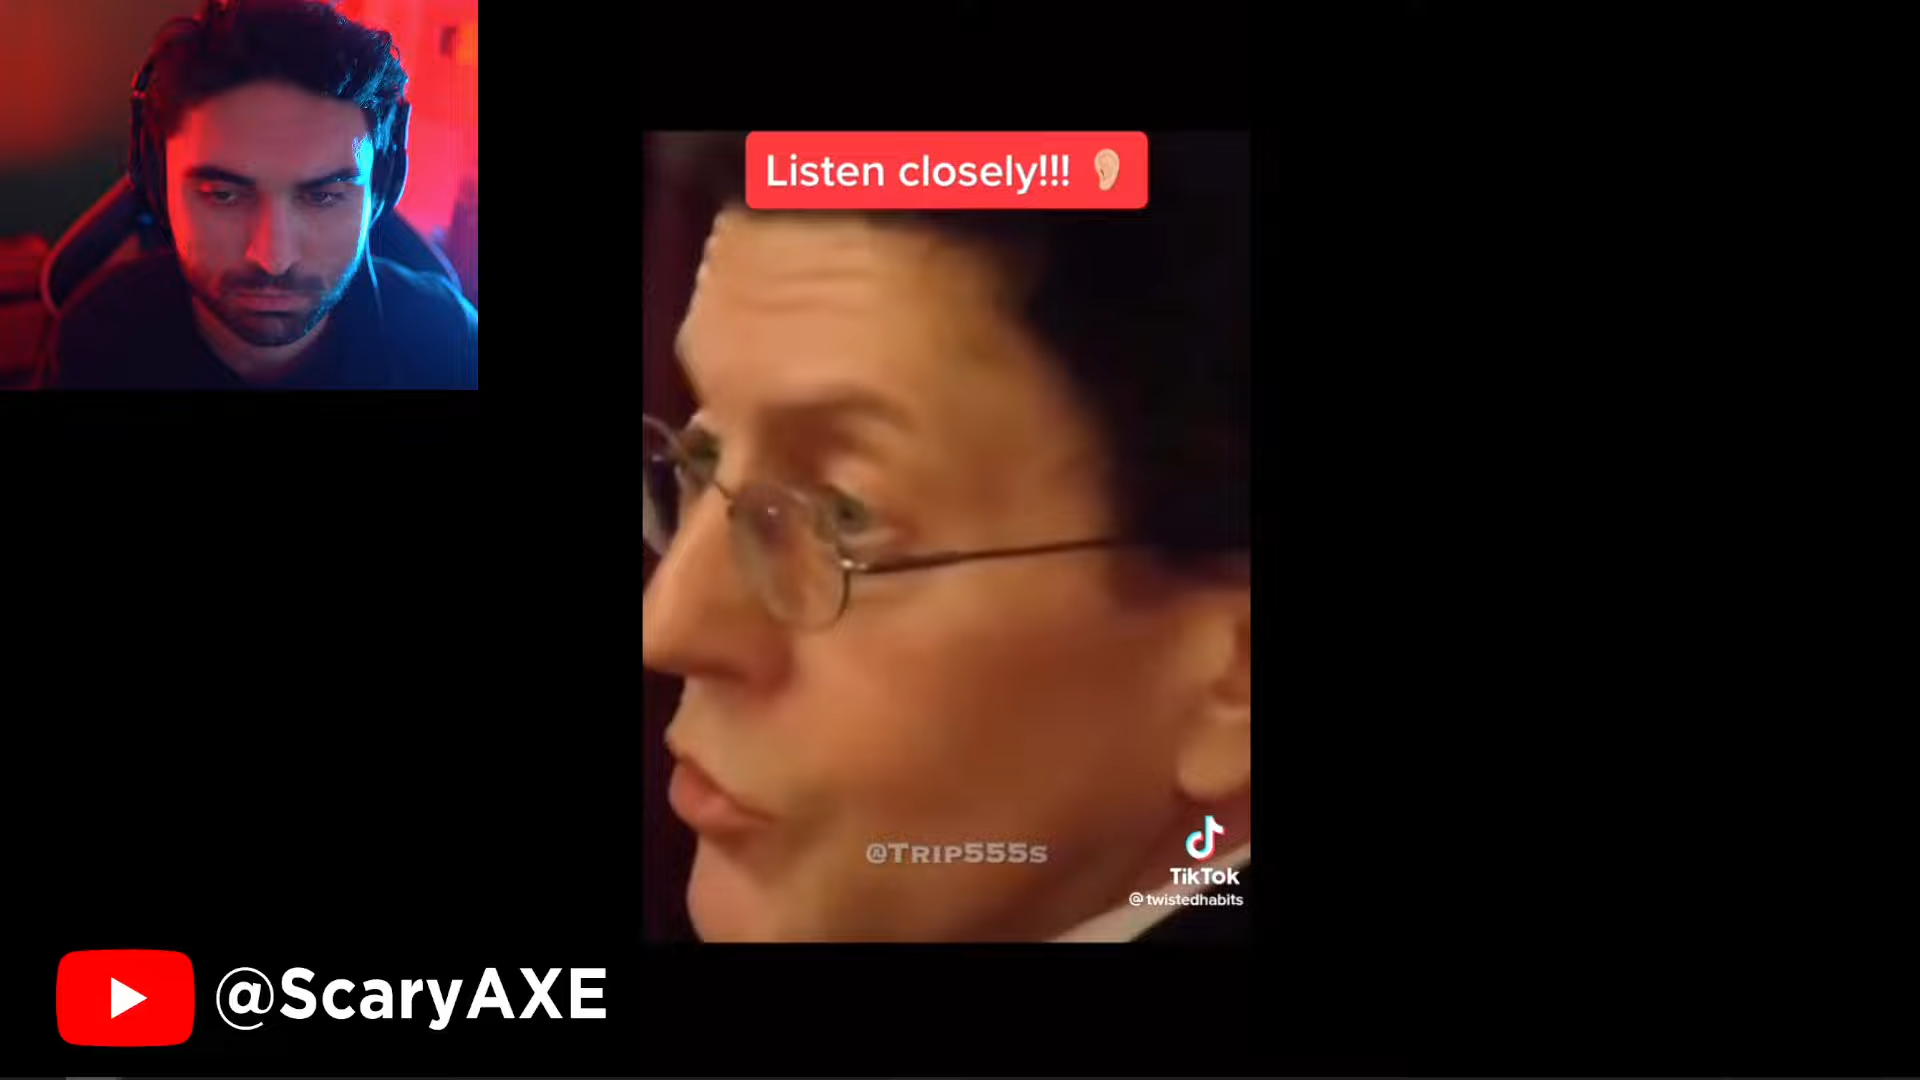 Listen closely!!! 👂🏼
@TRIP555S
TikTok
@twistedhabits
@ScaryAXE